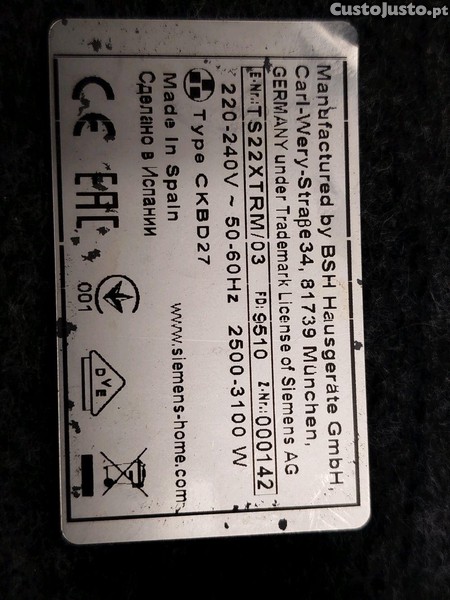 CustoJusto.pt
Manufactured by BSH Hausgeräte GmbH,
Carl-Wery-Straβe 34, 81739 München,
GERMANY under Trademark License of Siemens AG
E-Nr.: TS22XTRM/03 FD: 9510 Z-Nr.: 000142
220-240V ~ 50-60Hz 2500-3100 W
Type CKBD27
Made In Spain www.siemens-home.com
Сделано в Испании
CE EAC .001 DVE